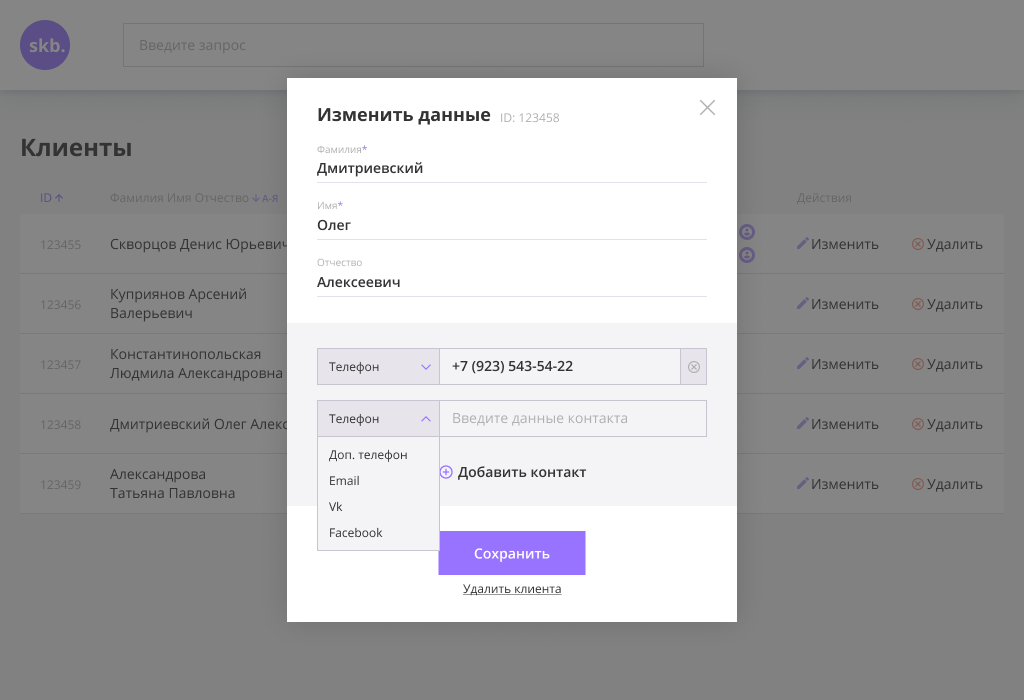 skb.
Введите запрос
Клиенты
ID Фамилия Имя Отчество А-Я Действия
123455 Скворцов Денис Юрьевич Изменить Удалить
123456 Куприянов Арсений
Валерьевич Изменить Удалить
123457 Константинопольская
Людмила Александровна Изменить Удалить
123458 Дмитриевский Олег Изменить Удалить
123459 Александрова
Татьяна Павловна Изменить Удалить
Изменить данные ID: 123458
Фамилия*
Дмитриевский
Имя*
Олег
Отчество
Алексеевич
Телефон +7 (923) 543-54-22
Телефон Введите данные контакта
Доп. телефон
Email
Vk
Facebook
Добавить контакт
Сохранить
Удалить клиента